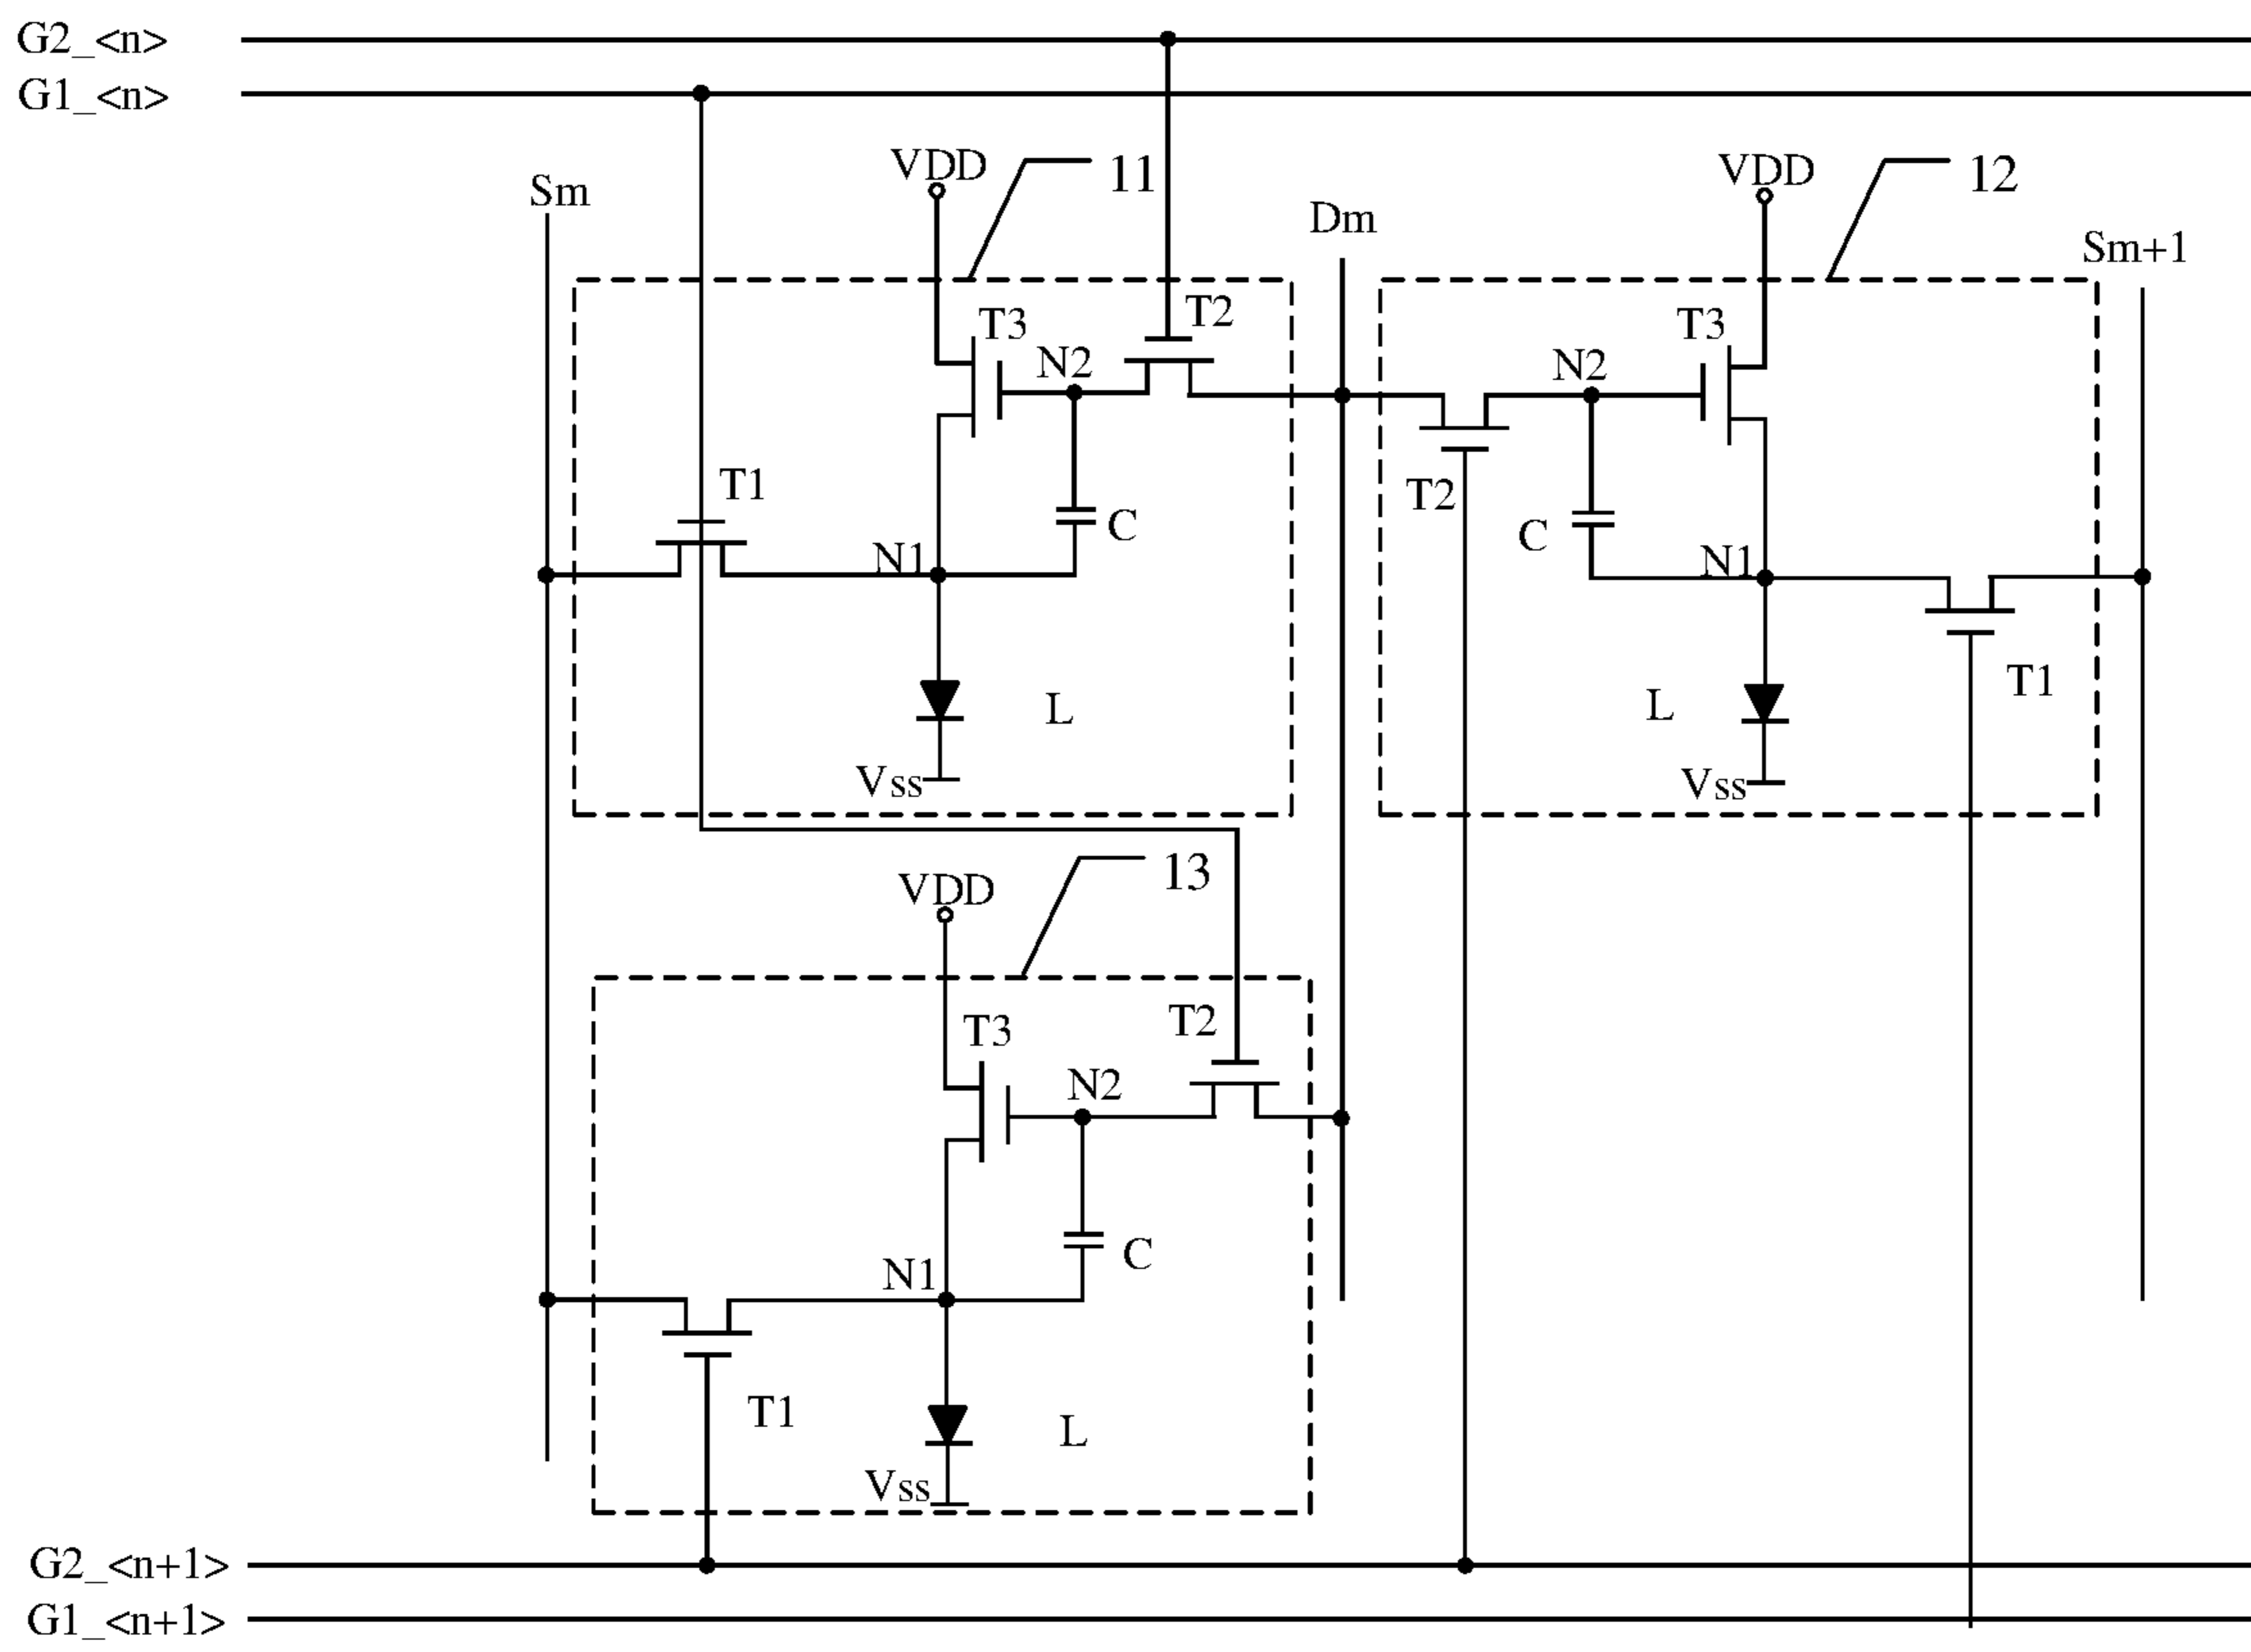 G2_<n>
G1_<n>
VDD
11
VDD
12
Sm
Dm
Sm+1
T3
N2
T2
N2
T3
T1
C
T2
C
N1
N1
T1
L
L
Vss
Vss
VDD
13
T3
T2
N2
N1
C
T1
L
Vss
G2_<n+1>
G1_<n+1>